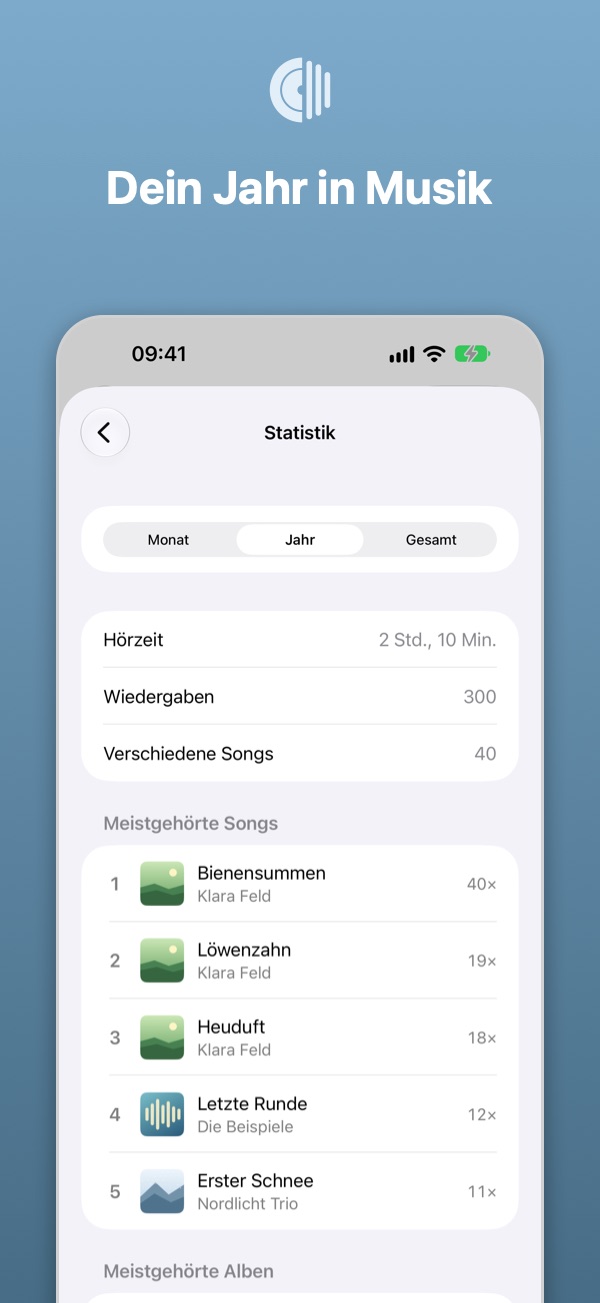 Dein Jahr in Musik
09:41
Statistik
Monat Jahr Gesamt
Hörzeit 2 Std., 10 Min.
Wiedergaben 300
Verschiedene Songs 40
Meistgehörte Songs
1 Bienensummen 40×
Klara Feld
2 Löwenzahn 19×
Klara Feld
3 Heuduft 18×
Klara Feld
4 Letzte Runde 12×
Die Beispiele
5 Erster Schnee 11×
Nordlicht Trio
Meistgehörte Alben